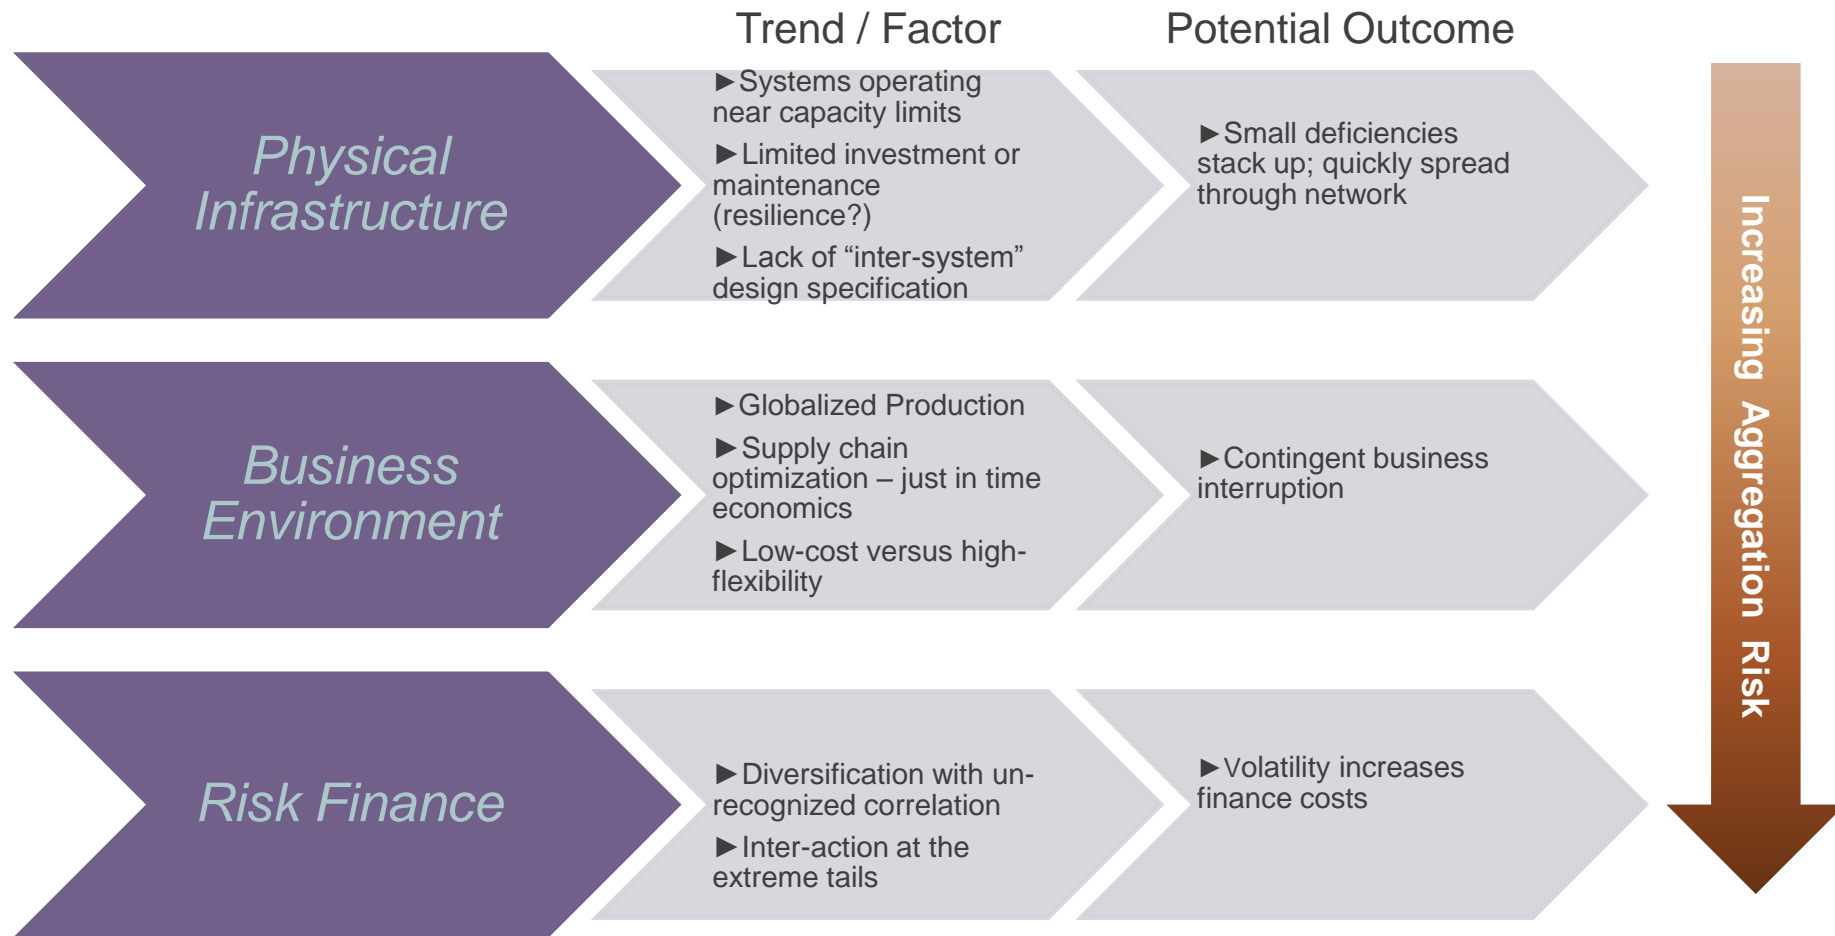 Trend / Factor
Potential Outcome
Physical
Infrastructure
►Systems operating
near capacity limits
►Limited investment or
maintenance
(resilience?)
►Lack of “inter-system”
design specification
►Small deficiencies
stack up; quickly spread
through network
Business
Environment
►Globalized Production
►Supply chain
optimization – just in time
economics
►Low-cost versus high-
flexibility
►Contingent business
interruption
Risk Finance
►Diversification with un-
recognized correlation
►Inter-action at the
extreme tails
►Volatility increases
finance costs
Increasing Aggregation Risk